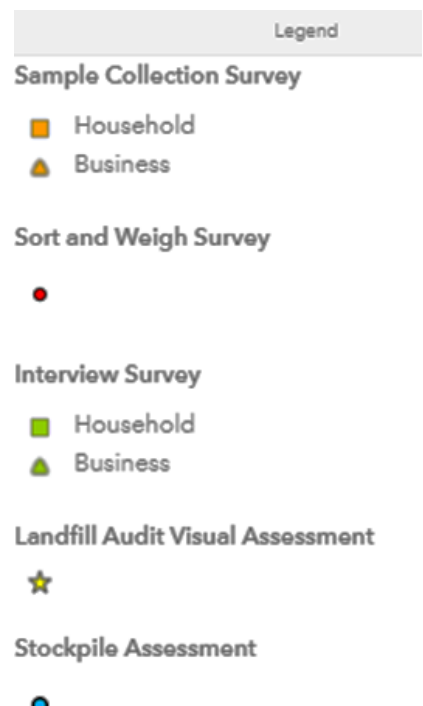 Legend
Sample Collection Survey
Household
Business
Sort and Weigh Survey
Interview Survey
Household
Business
Landfill Audit Visual Assessment
Stockpile Assessment